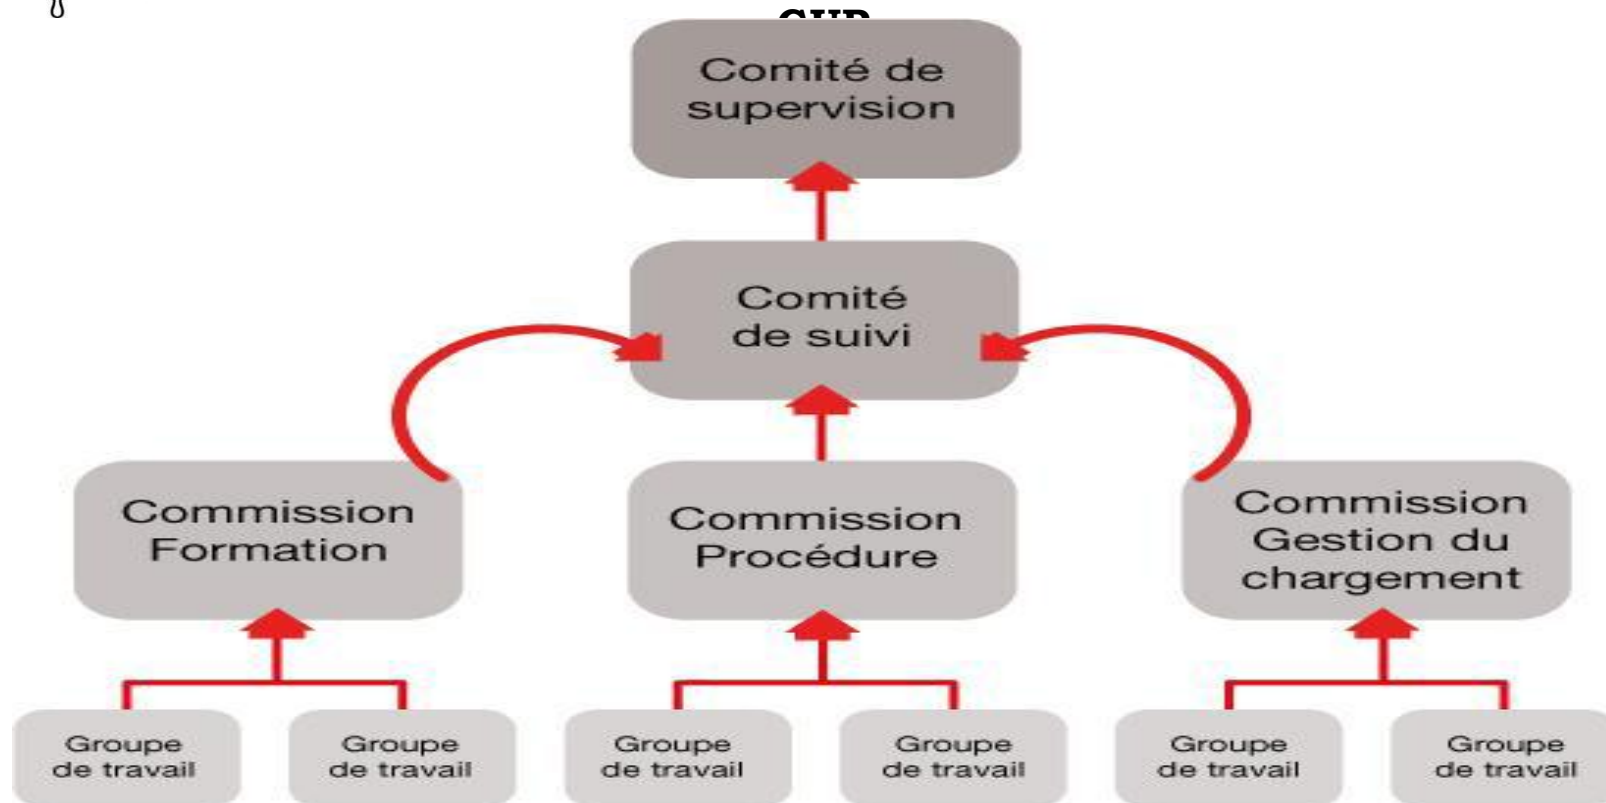 Comité de
supervision
Comité
de suivi
Commission
Formation
Commission
Procédure
Commission
Gestion du
chargement
Groupe
de travail
Groupe
de travail
Groupe
de travail
Groupe
de travail
Groupe
de travail
Groupe
de travail